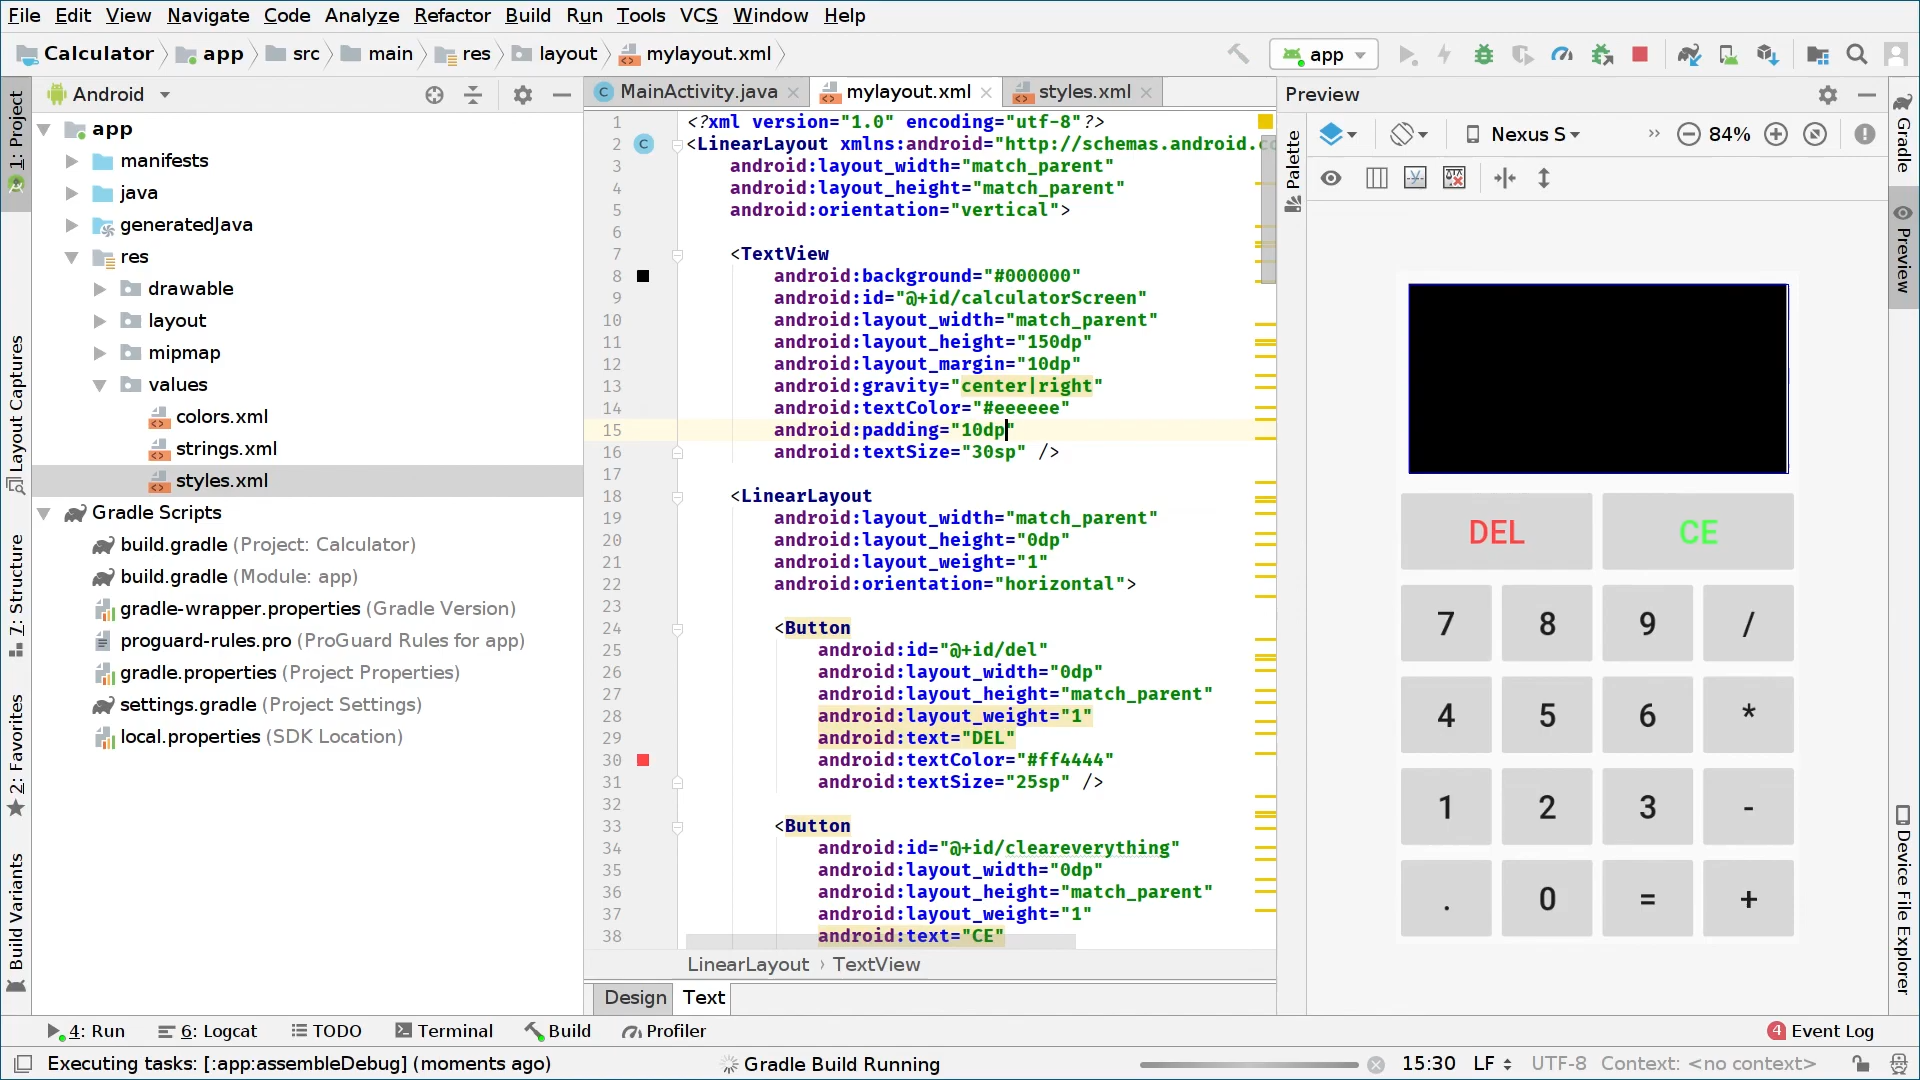 File Edit View Navigate Code Analyze Refactor Build Run Tools VCS Window Help
Calculator app src main res layout mylayout.xml
app
1: Project
Layout Captures
7: Structure
2: Favorites
Build Variants
Android
app
manifests
java
generatedJava
res
drawable
layout
mipmap
values
colors.xml
strings.xml
styles.xml
Gradle Scripts
build.gradle (Project: Calculator)
build.gradle (Module: app)
gradle-wrapper.properties (Gradle Version)
proguard-rules.pro (ProGuard Rules for app)
gradle.properties (Project Properties)
settings.gradle (Project Settings)
local.properties (SDK Location)
MainActivity.java mylayout.xml styles.xml
1 <?xml version="1.0" encoding="utf-8"?>
2 <LinearLayout xmlns:android="http://schemas.android.co
3 android:layout_width="match_parent"
4 android:layout_height="match_parent"
5 android:orientation="vertical">
6
7 <TextView
8 android:background="#000000"
9 android:id="@+id/calculatorScreen"
10 android:layout_width="match_parent"
11 android:layout_height="150dp"
12 android:layout_margin="10dp"
13 android:gravity="center|right"
14 android:textColor="#eeeeee"
15 android:padding="10dp"
16 android:textSize="30sp" />
17
18 <LinearLayout
19 android:layout_width="match_parent"
20 android:layout_height="0dp"
21 android:layout_weight="1"
22 android:orientation="horizontal">
23
24 <Button
25 android:id="@+id/del"
26 android:layout_width="0dp"
27 android:layout_height="match_parent"
28 android:layout_weight="1"
29 android:text="DEL"
30 android:textColor="#ff4444"
31 android:textSize="25sp" />
32
33 <Button
34 android:id="@+id/cleareverything"
35 android:layout_width="0dp"
36 android:layout_height="match_parent"
37 android:layout_weight="1"
38 android:text="CE"
LinearLayout › TextView
Design Text
Preview
Palette
Nexus S
» 84%
DEL CE
7 8 9 /
4 5 6 *
1 2 3 -
. 0 = +
Gradle
Preview
Device File Explorer
4: Run 6: Logcat TODO Terminal Build Profiler
4 Event Log
Executing tasks: [:app:assembleDebug] (moments ago)
Gradle Build Running
15:30 LF UTF-8 Context: <no context>